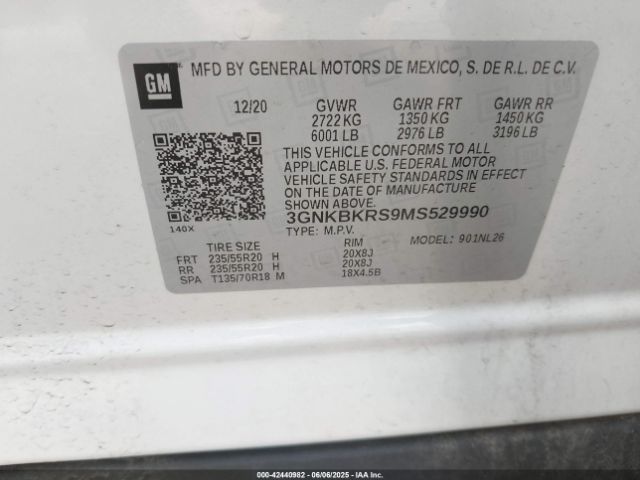 GM
MFD BY GENERAL MOTORS DE MEXICO, S. DE R.L. DE C.V.
12/20 GVWR GAWR FRT GAWR RR
2722 KG 1350 KG 1450 KG
6001 LB 2976 LB 3196 LB
THIS VEHICLE CONFORMS TO ALL
APPLICABLE U.S. FEDERAL MOTOR
VEHICLE SAFETY STANDARDS IN EFFECT
ON THE DATE OF MANUFACTURE
SHOWN ABOVE.
3GNKBKRS9MS529990
140X
TYPE: M.P.V.
TIRE SIZE RIM MODEL: 901NL26
FRT 235/55R20 H 20X8J
RR 235/55R20 H 20X8J
SPA T135/70R18 M 18X4.5B
000-42440982 - 06/06/2025 - IAAI.COM